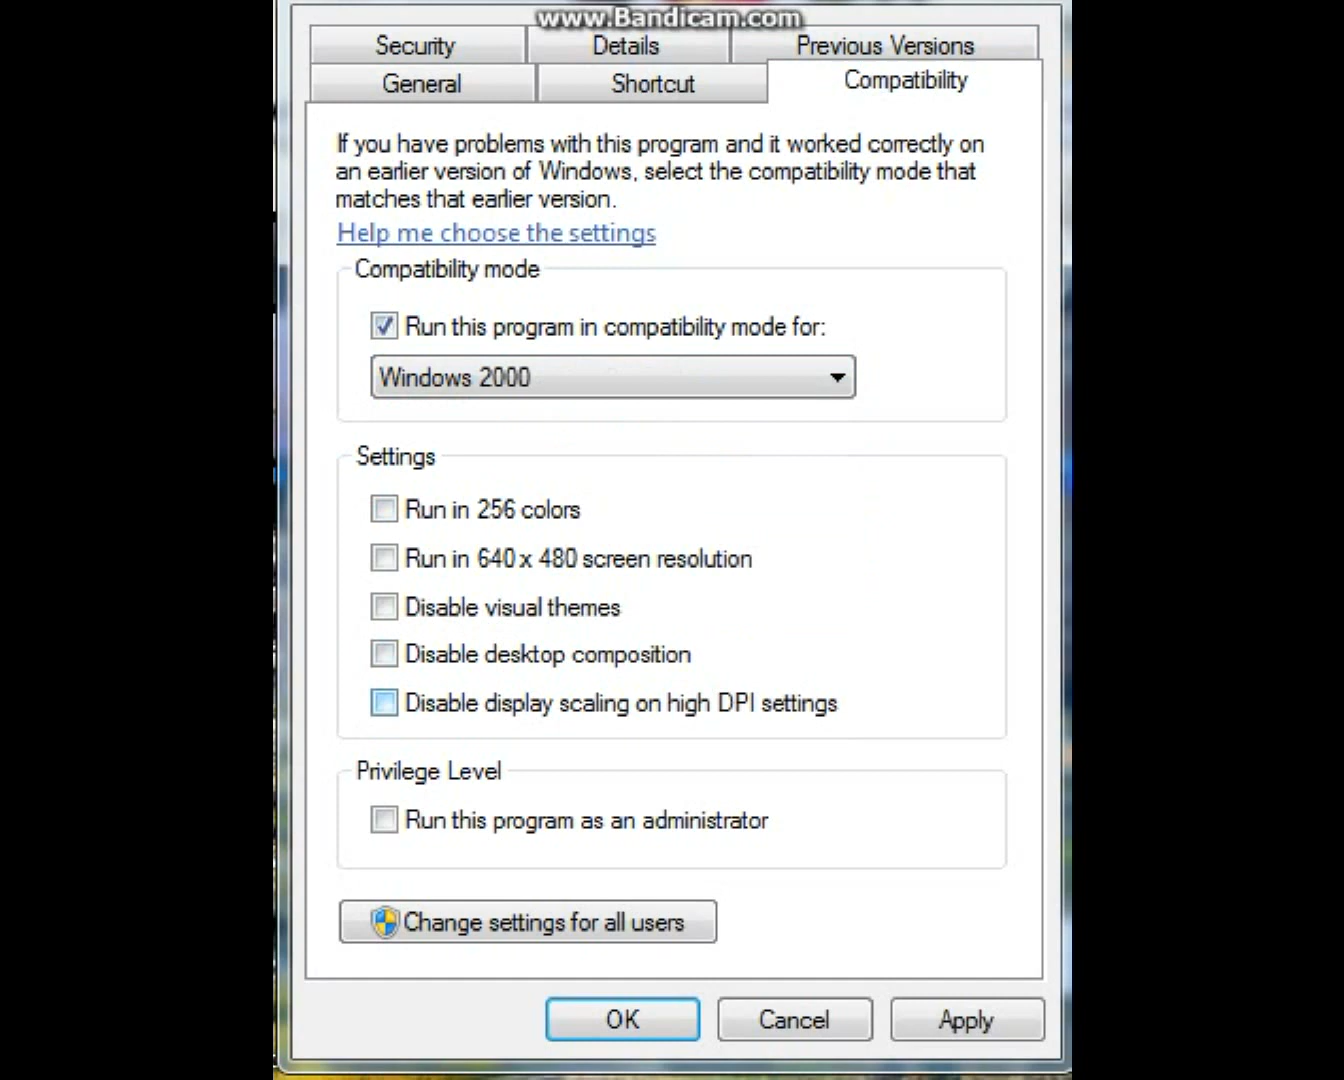 www.Bandicam.com
Security
Details
Previous Versions
General
Shortcut
Compatibility
If you have problems with this program and it worked correctly on
an earlier version of Windows, select the compatibility mode that
matches that earlier version.
Help me choose the settings
Compatibility mode
Run this program in compatibility mode for:
Windows 2000
Settings
Run in 256 colors
Run in 640 x 480 screen resolution
Disable visual themes
Disable desktop composition
Disable display scaling on high DPI settings
Privilege Level
Run this program as an administrator
Change settings for all users
OK
Cancel
Apply